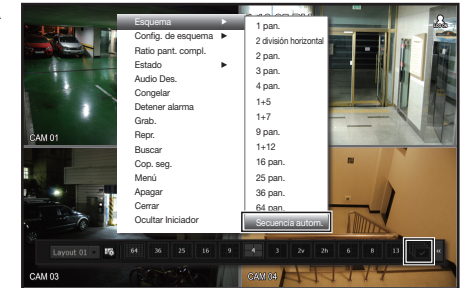 Esquema
Config. de esquema
Ratio pant. compl.
Estado
Audio Des.
Congelar
Detener alarma
Grab.
Repr.
Buscar
Cop. seg.
Menú
Apagar
Cerrar
Ocultar Iniciador
1 pan.
2 división horizontal
2 pan.
3 pan.
4 pan.
1+5
1+7
9 pan.
1+12
16 pan.
25 pan.
36 pan.
64 pan.
Secuencia autom.
CAM 01
Layout 01 64 36 25 16 9 4 3 2v 2h 6 8 13 «
CAM 03
CAM 04